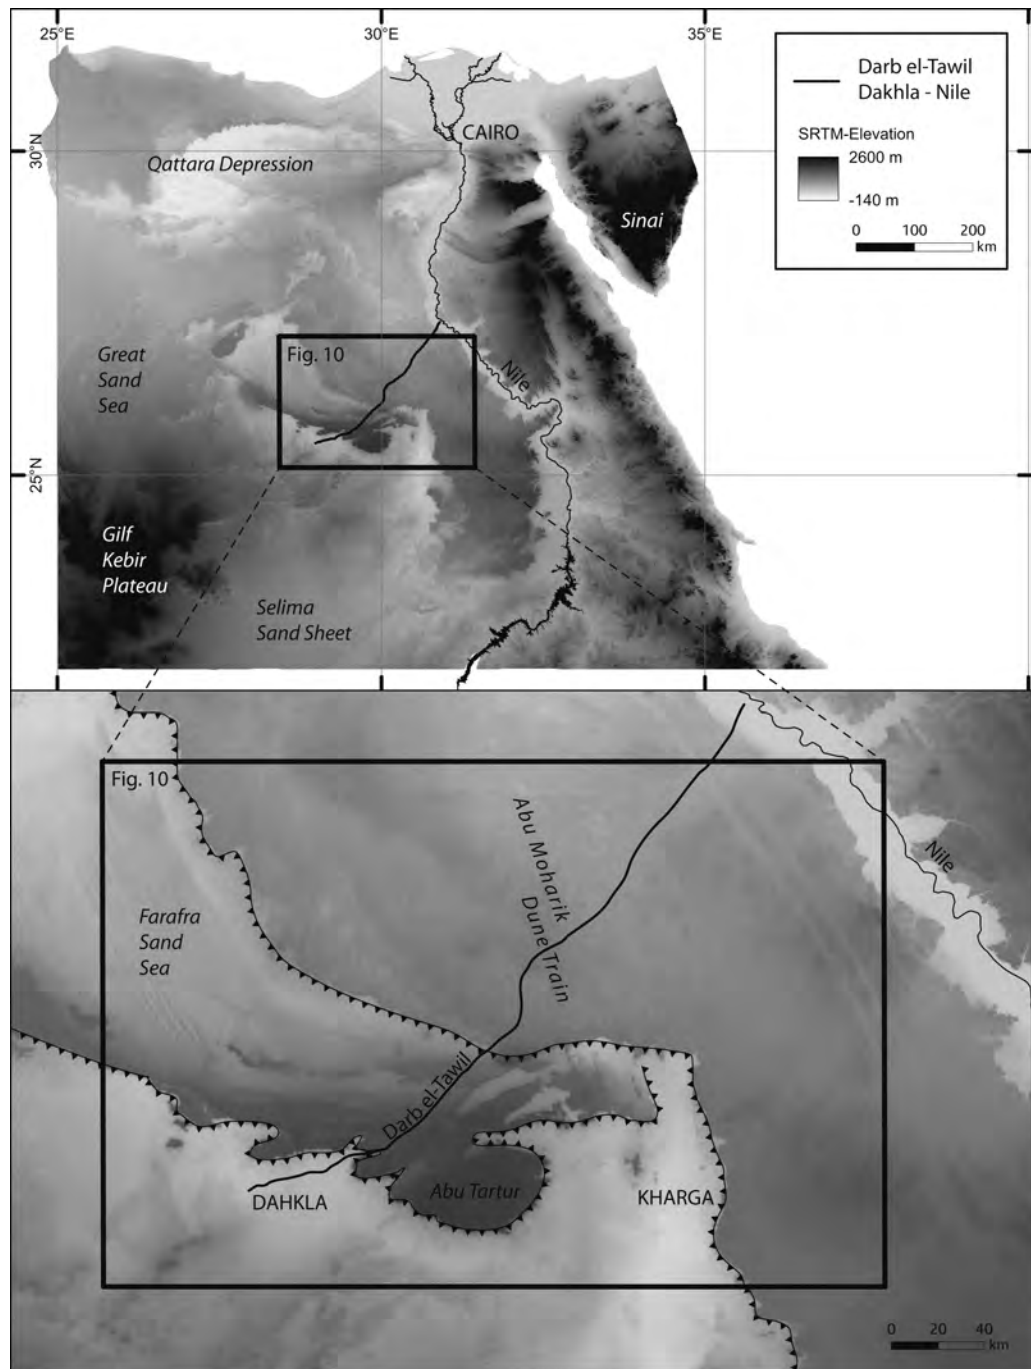 25°E
30°E
35°E
Darb el-Tawil
Dakhla - Nile
SRTM-Elevation
2600 m
-140 m
0 100 200
km
30°N
CAIRO
Qattara Depression
Sinai
Great
Sand
Sea
Fig. 10
Nile
25°N
Gilf
Kebir
Plateau
Selima
Sand Sheet
Fig. 10
Abu Moharik
Dune Train
Nile
Farafra
Sand
Sea
Darb el-Tawil
DAHKLA
Abu Tartur
KHARGA
0 20 40
km